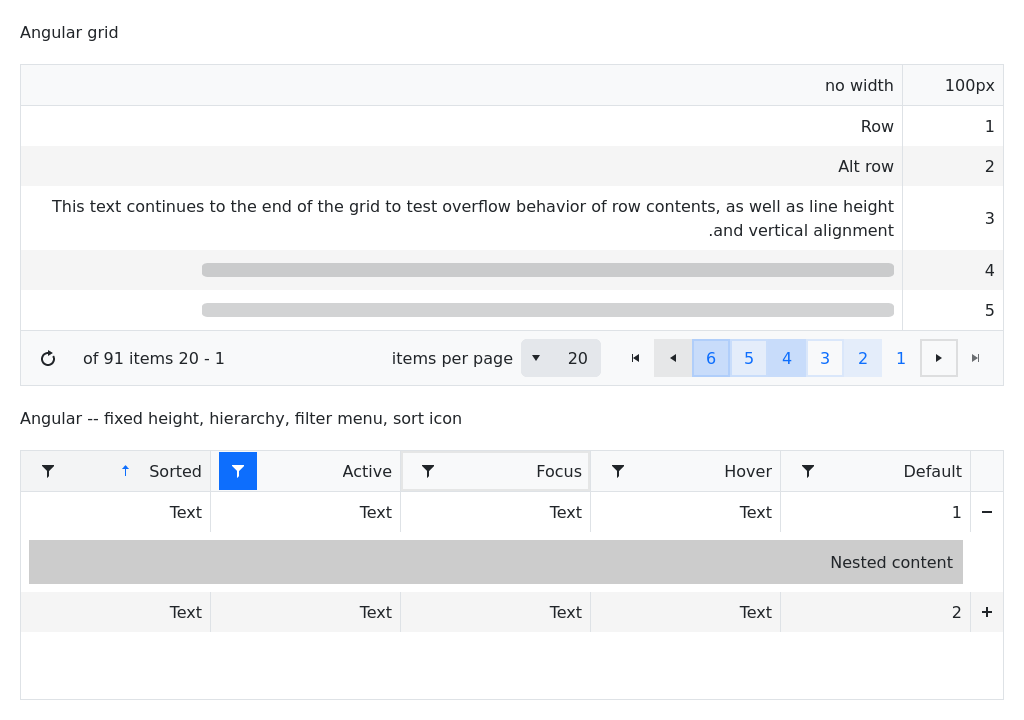 Angular grid
no width 100px
Row 1
Alt row 2
This text continues to the end of the grid to test overflow behavior of row contents, as well as line height
.and vertical alignment
3
4
5
of 91 items 20 - 1 items per page 20 6 5 4 3 2 1
Angular -- fixed height, hierarchy, filter menu, sort icon
Sorted Active Focus Hover Default
Text Text Text Text 1
Nested content
Text Text Text Text 2